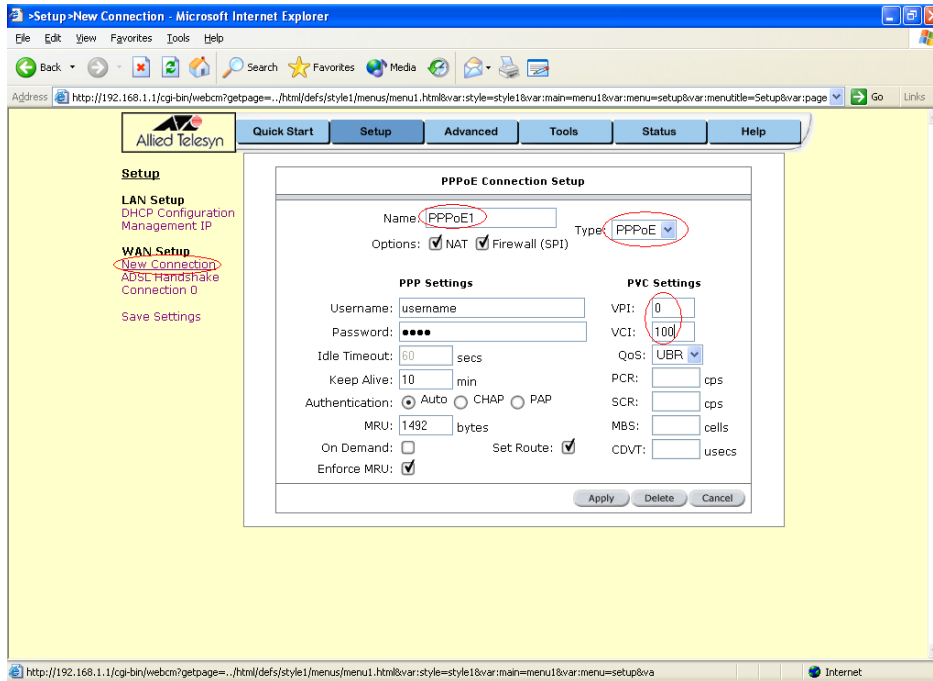 >Setup>New Connection - Microsoft Internet Explorer
File Edit View Favorites Tools Help
Back Search Favorites Media
Address http://192.168.1.1/cgi-bin/webcm?getpage=../html/defs/style1/menus/menu1.html&var:style=style1&var:main=menu1&var:menu=setup&var:menutitle=Setup&var:page Go Links
Allied Telesyn
Quick Start Setup Advanced Tools Status Help
Setup
LAN Setup
DHCP Configuration
Management IP
WAN Setup
New Connection
ADSL Handshake
Connection 0
Save Settings
PPPoE Connection Setup
Name: PPPoE1
Type: PPPoE
Options: NAT Firewall (SPI)
PPP Settings
Username: username
Password: ••••
Idle Timeout: 60 secs
Keep Alive: 10 min
Authentication: Auto CHAP PAP
MRU: 1492 bytes
On Demand: Set Route:
Enforce MRU:
PVC Settings
VPI: 0
VCI: 100
QoS: UBR
PCR: cps
SCR: cps
MBS: cells
CDVT: usecs
Apply Delete Cancel
http://192.168.1.1/cgi-bin/webcm?getpage=../html/defs/style1/menus/menu1.html&var:style=style1&var:main=menu1&var:menu=setup&va Internet